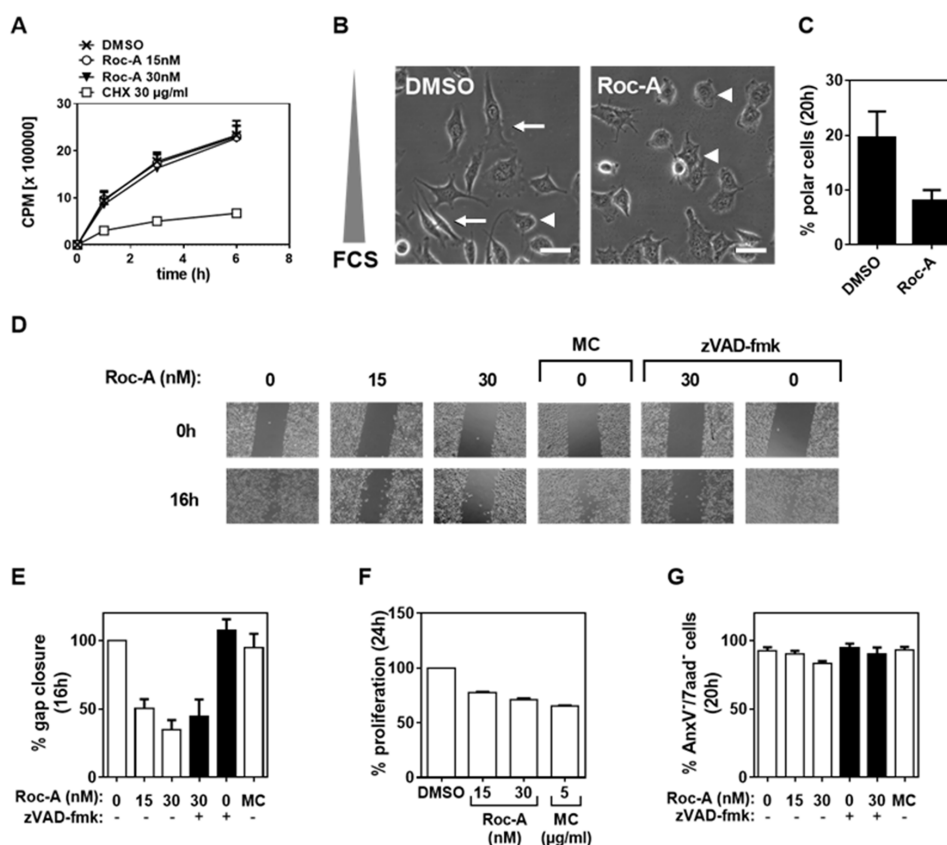 A
DMSO
Roc-A 15nM
Roc-A 30nM
CHX 30 µg/ml
CPM [x 100000]
30
20
10
0
0 2 4 6 8
time (h)
B
DMSO
Roc-A
FCS
C
% polar cells (20h)
30
20
10
0
DMSO
Roc-A
D
MC
zVAD-fmk
Roc-A (nM): 0 15 30 0 30 0
0h
16h
E
% gap closure
(16h)
100
50
0
Roc-A (nM): 0 15 30 30 0 MC
zVAD-fmk: - - - + + -
F
% proliferation (24h)
150
100
50
0
DMSO 15 30 5
Roc-A
(nM)
MC
(µg/ml)
G
% AnxV⁻/7aad⁻ cells
(20h)
150
100
50
0
Roc-A (nM): 0 15 30 0 30 MC
zVAD-fmk: - - - + + -